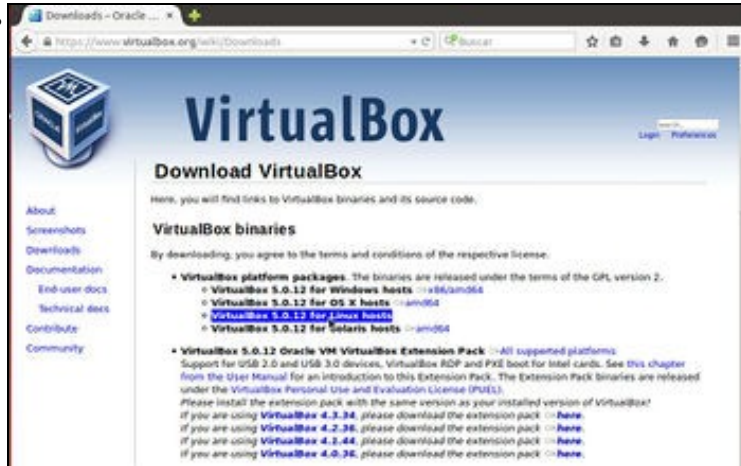 Downloads – Oracle ...
https://www.virtualbox.org/wiki/Downloads
Buscar
VirtualBox
search...
Login Preferences
Download VirtualBox
Here, you will find links to VirtualBox binaries and its source code.
About
Screenshots
Downloads
Documentation
End-user docs
Technical docs
Contribute
Community
VirtualBox binaries
By downloading, you agree to the terms and conditions of the respective license.
• VirtualBox platform packages. The binaries are released under the terms of the GPL version 2.
VirtualBox 5.0.12 for Windows hosts x86/amd64
VirtualBox 5.0.12 for OS X hosts amd64
VirtualBox 5.0.12 for Linux hosts
VirtualBox 5.0.12 for Solaris hosts amd64
• VirtualBox 5.0.12 Oracle VM VirtualBox Extension Pack All supported platforms
Support for USB 2.0 and USB 3.0 devices, VirtualBox RDP and PXE boot for Intel cards. See this chapter
from the User Manual for an introduction to this Extension Pack. The Extension Pack binaries are released
under the VirtualBox Personal Use and Evaluation License (PUEL).
Please install the extension pack with the same version as your installed version of VirtualBox!
If you are using VirtualBox 4.3.34, please download the extension pack here.
If you are using VirtualBox 4.2.36, please download the extension pack here.
If you are using VirtualBox 4.1.44, please download the extension pack here.
If you are using VirtualBox 4.0.36, please download the extension pack here.